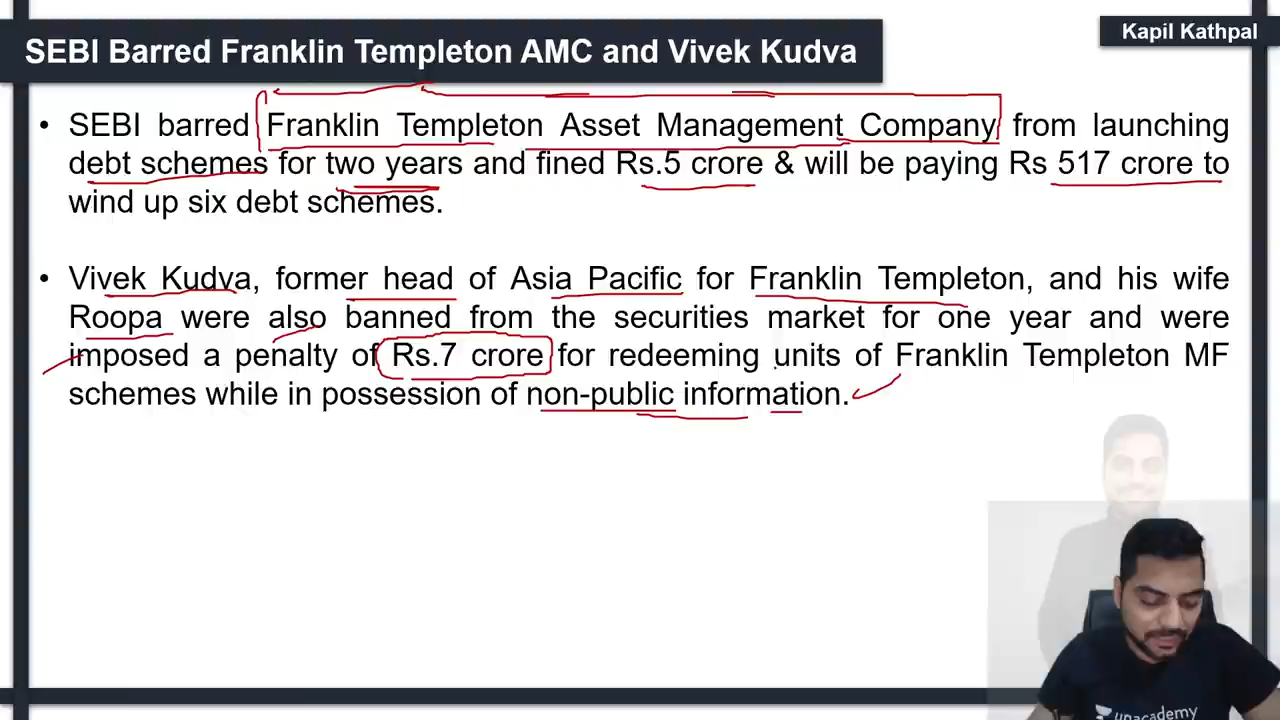 SEBI Barred Franklin Templeton AMC and Vivek Kudva
Kapil Kathpal
• SEBI barred Franklin Templeton Asset Management Company from launching
debt schemes for two years and fined Rs.5 crore & will be paying Rs 517 crore to
wind up six debt schemes.
• Vivek Kudva, former head of Asia Pacific for Franklin Templeton, and his wife
Roopa were also banned from the securities market for one year and were
imposed a penalty of Rs.7 crore for redeeming units of Franklin Templeton MF
schemes while in possession of non-public information.
unacademy